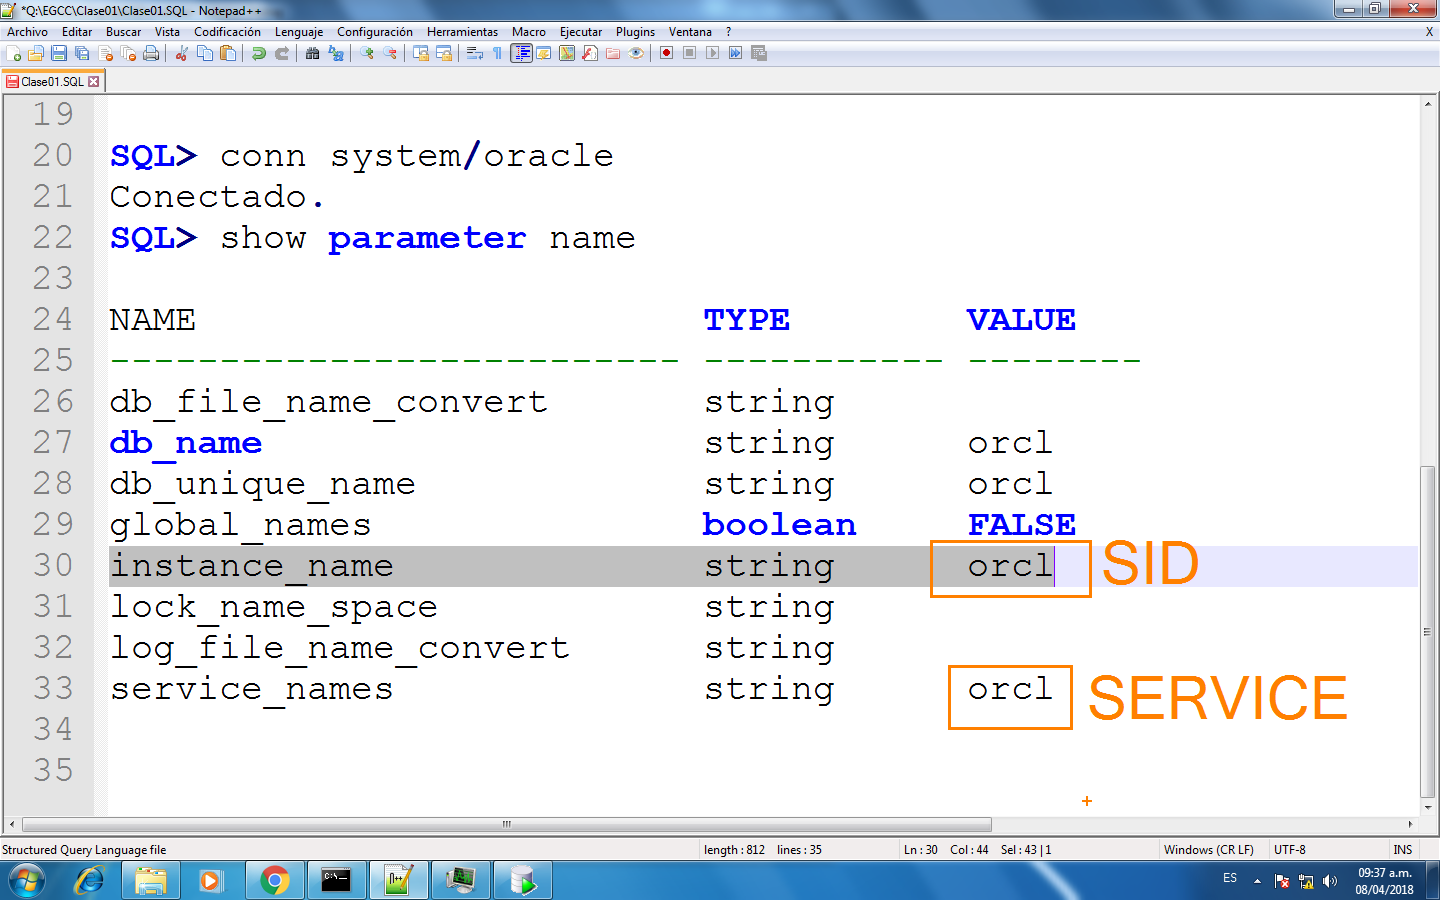 *Q:\EGCC\Clase01\Clase01.SQL - Notepad++
Archivo Editar Buscar Vista Codificación Lenguaje Configuración Herramientas Macro Ejecutar Plugins Ventana ? X
Clase01.SQL
19
20 SQL> conn system/oracle
21 Conectado.
22 SQL> show parameter name
23
24 NAME TYPE VALUE
25 -------------------------- ----------- --------
26 db_file_name_convert string
27 db_name string orcl
28 db_unique_name string orcl
29 global_names boolean FALSE
30 instance_name string orcl SID
31 lock_name_space string
32 log_file_name_convert string
33 service_names string orcl SERVICE
34
35
Structured Query Language file length : 812 lines : 35 Ln : 30 Col : 44 Sel : 43 | 1 Windows (CR LF) UTF-8 INS
ES 09:37 a.m.
08/04/2018